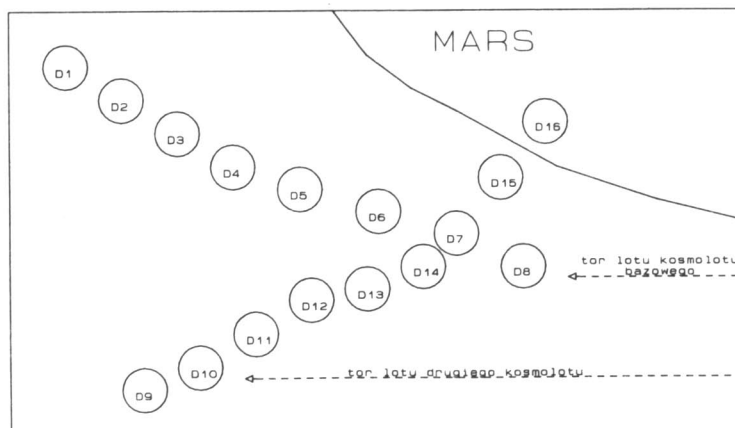 MARS
D1
D2
D16
D3
D4
D15
D5
D6
D7
tor lotu kosmolotu
bazowego
D14
D8
D13
D12
D11
D10
tor lotu drugiego kosmolotu
D9